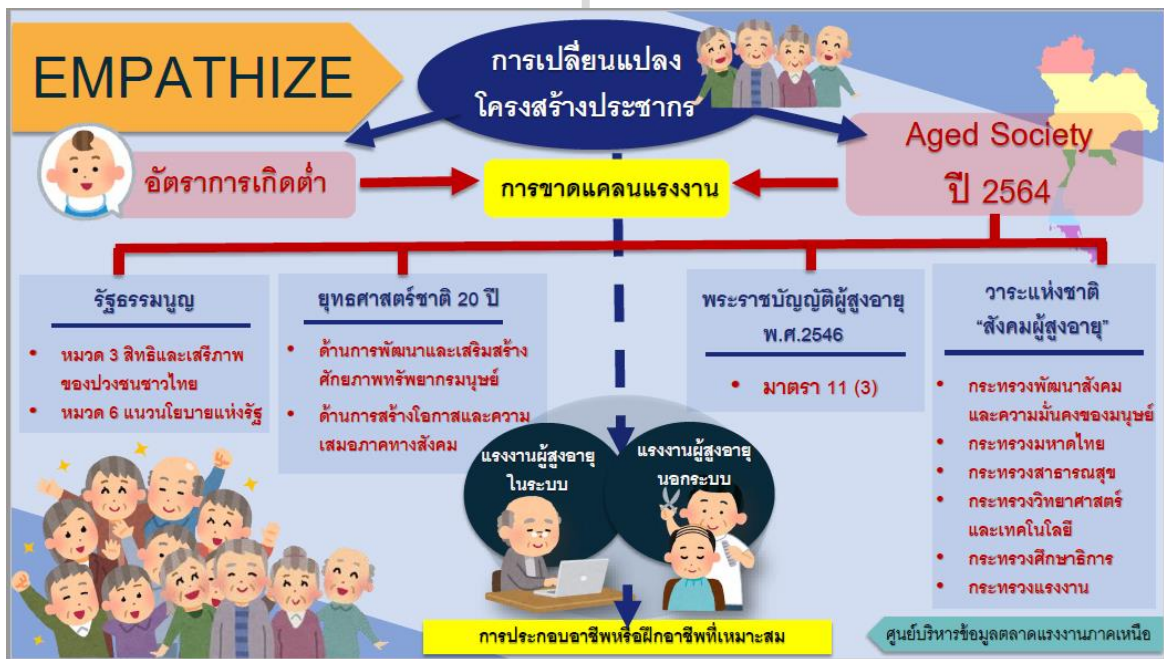 EMPATHIZE
การเปลี่ยนแปลง
โครงสร้างประชากร
อัตราการเกิดต่ำ
การขาดแคลนแรงงาน
Aged Society
ปี 2564
รัฐธรรมนูญ
• หมวด 3 สิทธิและเสรีภาพ
ของปวงชนชาวไทย
• หมวด 6 แนวนโยบายแห่งรัฐ
ยุทธศาสตร์ชาติ 20 ปี
• ด้านการพัฒนาและเสริมสร้าง
ศักยภาพทรัพยากรมนุษย์
• ด้านการสร้างโอกาสและความ
เสมอภาคทางสังคม
พระราชบัญญัติผู้สูงอายุ
พ.ศ.2546
• มาตรา 11 (3)
วาระแห่งชาติ
“สังคมผู้สูงอายุ”
• กระทรวงพัฒนาสังคม
และความมั่นคงของมนุษย์
• กระทรวงมหาดไทย
• กระทรวงสาธารณสุข
• กระทรวงวิทยาศาสตร์
และเทคโนโลยี
• กระทรวงศึกษาธิการ
• กระทรวงแรงงาน
แรงงานผู้สูงอายุ
ในระบบ
แรงงานผู้สูงอายุ
นอกระบบ
การประกอบอาชีพหรือฝึกอาชีพที่เหมาะสม
ศูนย์บริหารข้อมูลตลาดแรงงานภาคเหนือ